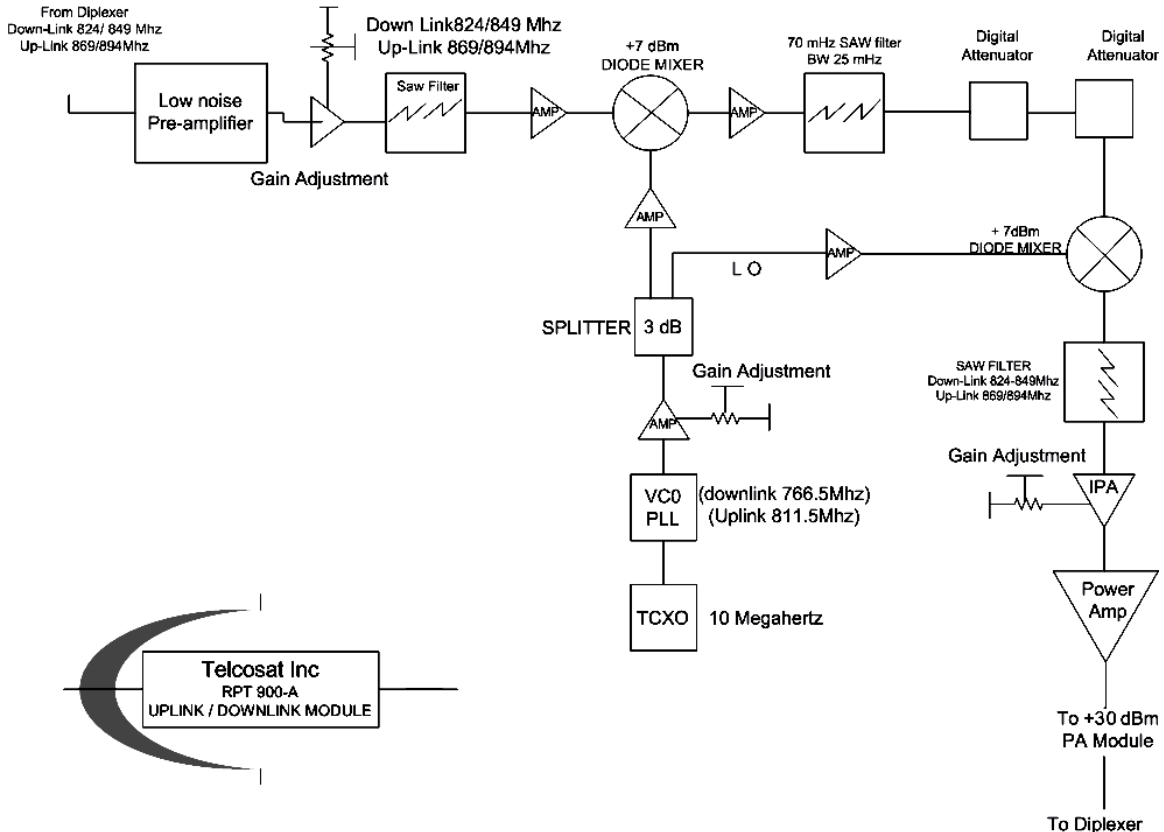 From Diplexer
Down-Link 824/ 849 Mhz
Up-Link 869/894Mhz
Down Link824/849 Mhz
Up-Link 869/894Mhz
Low noise
Pre-amplifier
Gain Adjustment
Saw Filter
AMP
+7 dBm
DIODE MIXER
AMP
70 mHz SAW filter
BW 25 mHz
Digital
Attenuator
Digital
Attenuator
AMP
L O
AMP
+ 7dBm
DIODE MIXER
SPLITTER
3 dB
Gain Adjustment
AMP
SAW FILTER
Down-Link 824-849Mhz
Up-Link 869/894Mhz
VC0
PLL
(downlink 766.5Mhz)
(Uplink 811.5Mhz)
Gain Adjustment
IPA
TCXO
10 Megahertz
Power
Amp
Telcosat Inc
RPT 900-A
UPLINK / DOWNLINK MODULE
To +30 dBm
PA Module
To Diplexer